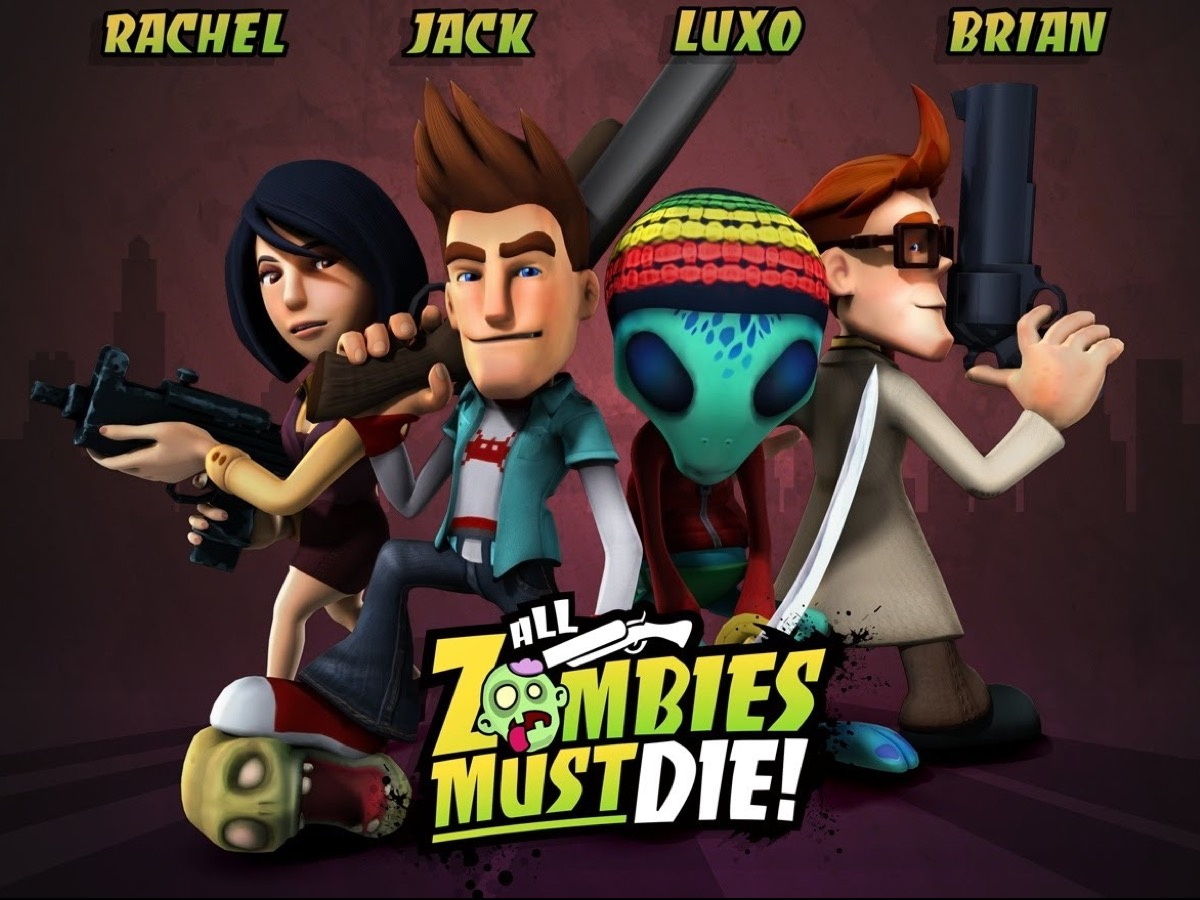 RACHEL JACK LUXO BRIAN
ALL
ZOMBIES
MUST DIE!